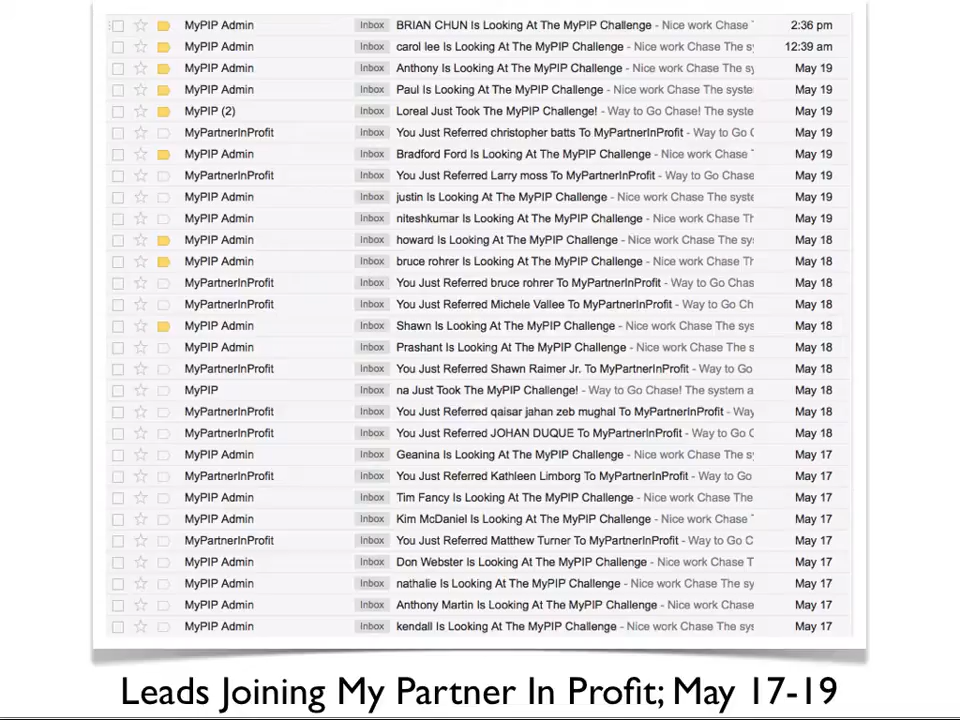 MyPIP Admin Inbox BRIAN CHUN Is Looking At The MyPIP Challenge - Nice work Chase 2:36 pm
MyPIP Admin Inbox carol lee Is Looking At The MyPIP Challenge - Nice work Chase The sy 12:39 am
MyPIP Admin Inbox Anthony Is Looking At The MyPIP Challenge - Nice work Chase The sy May 19
MyPIP Admin Inbox Paul Is Looking At The MyPIP Challenge - Nice work Chase The syste May 19
MyPIP (2) Inbox Loreal Just Took The MyPIP Challenge! - Way to Go Chase! The syste May 19
MyPartnerInProfit Inbox You Just Referred christopher batts To MyPartnerInProfit - Way to Go May 19
MyPIP Admin Inbox Bradford Ford Is Looking At The MyPIP Challenge - Nice work Chase May 19
MyPartnerInProfit Inbox You Just Referred Larry moss To MyPartnerInProfit - Way to Go Chase May 19
MyPIP Admin Inbox justin Is Looking At The MyPIP Challenge - Nice work Chase The syste May 19
MyPIP Admin Inbox niteshkumar Is Looking At The MyPIP Challenge - Nice work Chase Th May 19
MyPIP Admin Inbox howard Is Looking At The MyPIP Challenge - Nice work Chase The sy May 18
MyPIP Admin Inbox bruce rohrer Is Looking At The MyPIP Challenge - Nice work Chase Th May 18
MyPartnerInProfit Inbox You Just Referred bruce rohrer To MyPartnerInProfit - Way to Go Chas May 18
MyPartnerInProfit Inbox You Just Referred Michele Vallee To MyPartnerInProfit - Way to Go Ch May 18
MyPIP Admin Inbox Shawn Is Looking At The MyPIP Challenge - Nice work Chase The sys May 18
MyPIP Admin Inbox Prashant Is Looking At The MyPIP Challenge - Nice work Chase The s May 18
MyPartnerInProfit Inbox You Just Referred Shawn Raimer Jr. To MyPartnerInProfit - Way to Go May 18
MyPIP Inbox na Just Took The MyPIP Challenge! - Way to Go Chase! The system a May 18
MyPartnerInProfit Inbox You Just Referred qaisar jahan zeb mughal To MyPartnerInProfit - Way May 18
MyPartnerInProfit Inbox You Just Referred JOHAN DUQUE To MyPartnerInProfit - Way to Go May 18
MyPIP Admin Inbox Geanina Is Looking At The MyPIP Challenge - Nice work Chase The s May 17
MyPartnerInProfit Inbox You Just Referred Kathleen Limborg To MyPartnerInProfit - Way to Go May 17
MyPIP Admin Inbox Tim Fancy Is Looking At The MyPIP Challenge - Nice work Chase The May 17
MyPIP Admin Inbox Kim McDaniel Is Looking At The MyPIP Challenge - Nice work Chase May 17
MyPartnerInProfit Inbox You Just Referred Matthew Turner To MyPartnerInProfit - Way to Go C May 17
MyPIP Admin Inbox Don Webster Is Looking At The MyPIP Challenge - Nice work Chase T May 17
MyPIP Admin Inbox nathalie Is Looking At The MyPIP Challenge - Nice work Chase The sy May 17
MyPIP Admin Inbox Anthony Martin Is Looking At The MyPIP Challenge - Nice work Chase May 17
MyPIP Admin Inbox kendall Is Looking At The MyPIP Challenge - Nice work Chase The sys May 17
Leads Joining My Partner In Profit; May 17-19